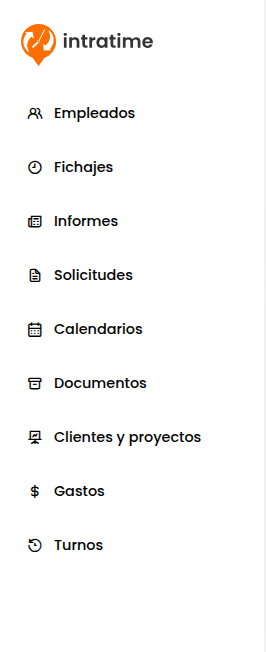 intratime
Empleados
Fichajes
Informes
Solicitudes
Calendarios
Documentos
Clientes y proyectos
$ Gastos
Turnos